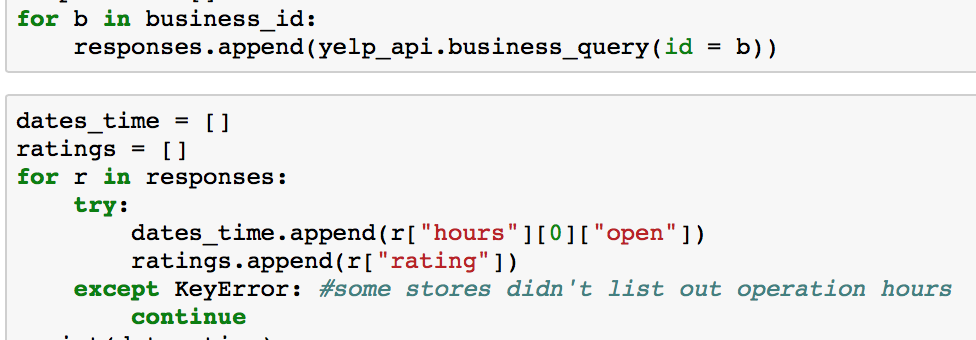 for b in business_id:
    responses.append(yelp_api.business_query(id = b))
dates_time = []
ratings = []
for r in responses:
    try:
        dates_time.append(r["hours"][0]["open"])
        ratings.append(r["rating"])
    except KeyError: #some stores didn't list out operation hours
        continue